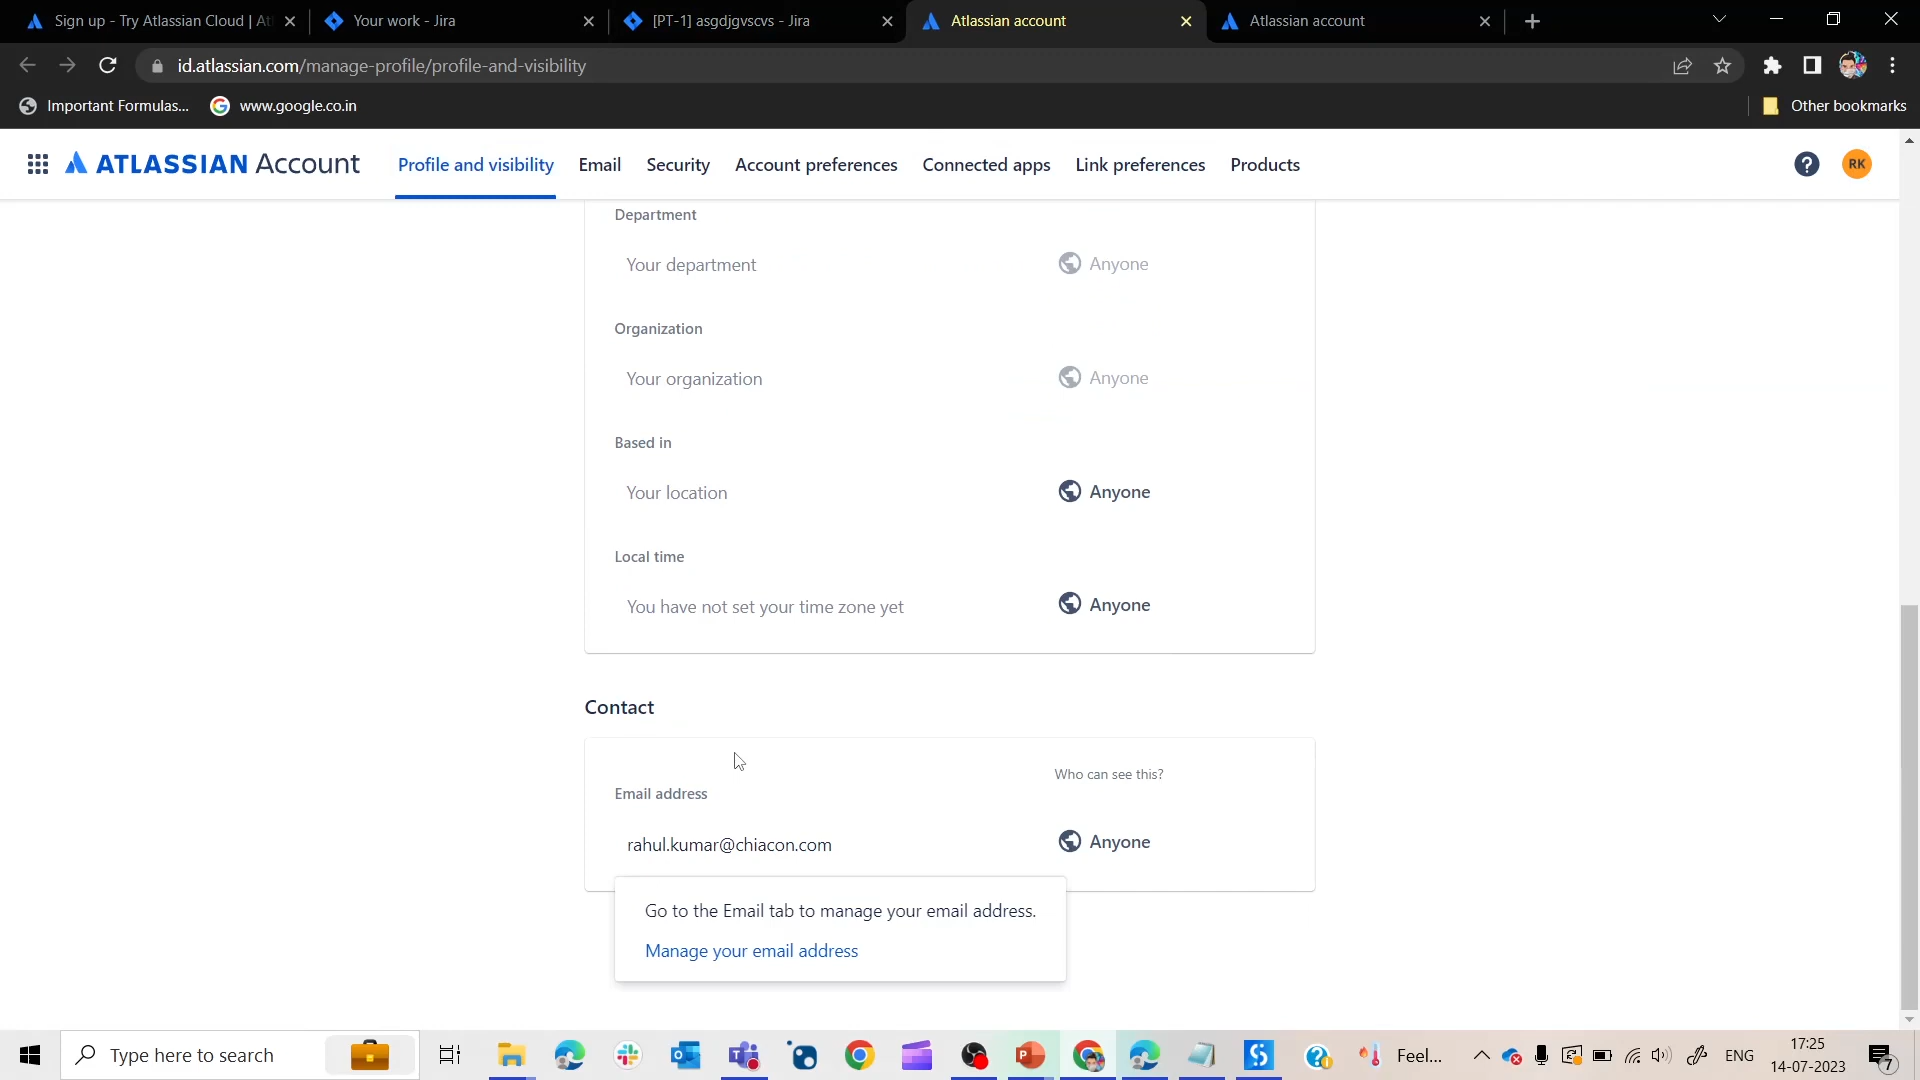 Sign up - Try Atlassian Cloud | At
Your work - Jira
[PT-1] asgdjgvscvs - Jira
Atlassian account
Atlassian account
id.atlassian.com/manage-profile/profile-and-visibility
Important Formulas...
www.google.co.in
Other bookmarks
ATLASSIAN Account
Profile and visibility
Email
Security
Account preferences
Connected apps
Link preferences
Products
RK
Department
Your department
Anyone
Organization
Your organization
Anyone
Based in
Your location
Anyone
Local time
You have not set your time zone yet
Anyone
Contact
Who can see this?
Email address
rahul.kumar@chiacon.com
Anyone
Go to the Email tab to manage your email address.
Manage your email address
Type here to search
Feel...
ENG
17:25
14-07-2023
7